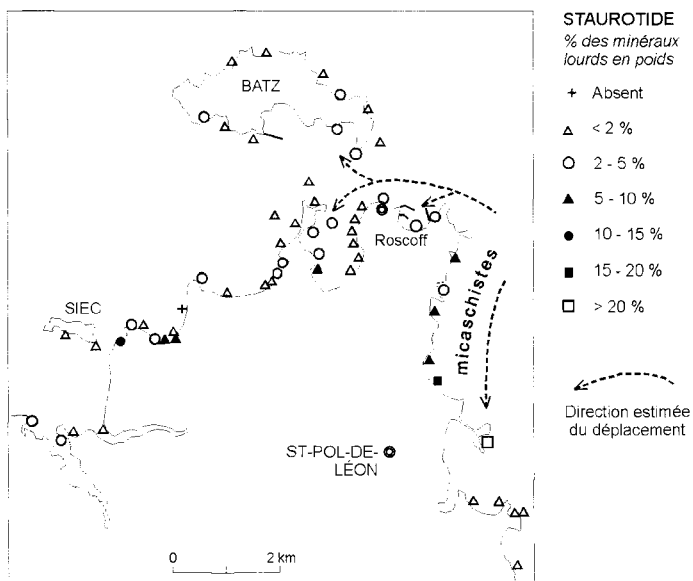 STAUROTIDE
% des minéraux
lourds en poids
Absent
< 2 %
2 - 5 %
5 - 10 %
10 - 15 %
15 - 20 %
> 20 %
Direction estimée
du déplacement
BATZ
Roscoff
SIEC
micaschistes
ST-POL-DE-
LÉON
0
2 km